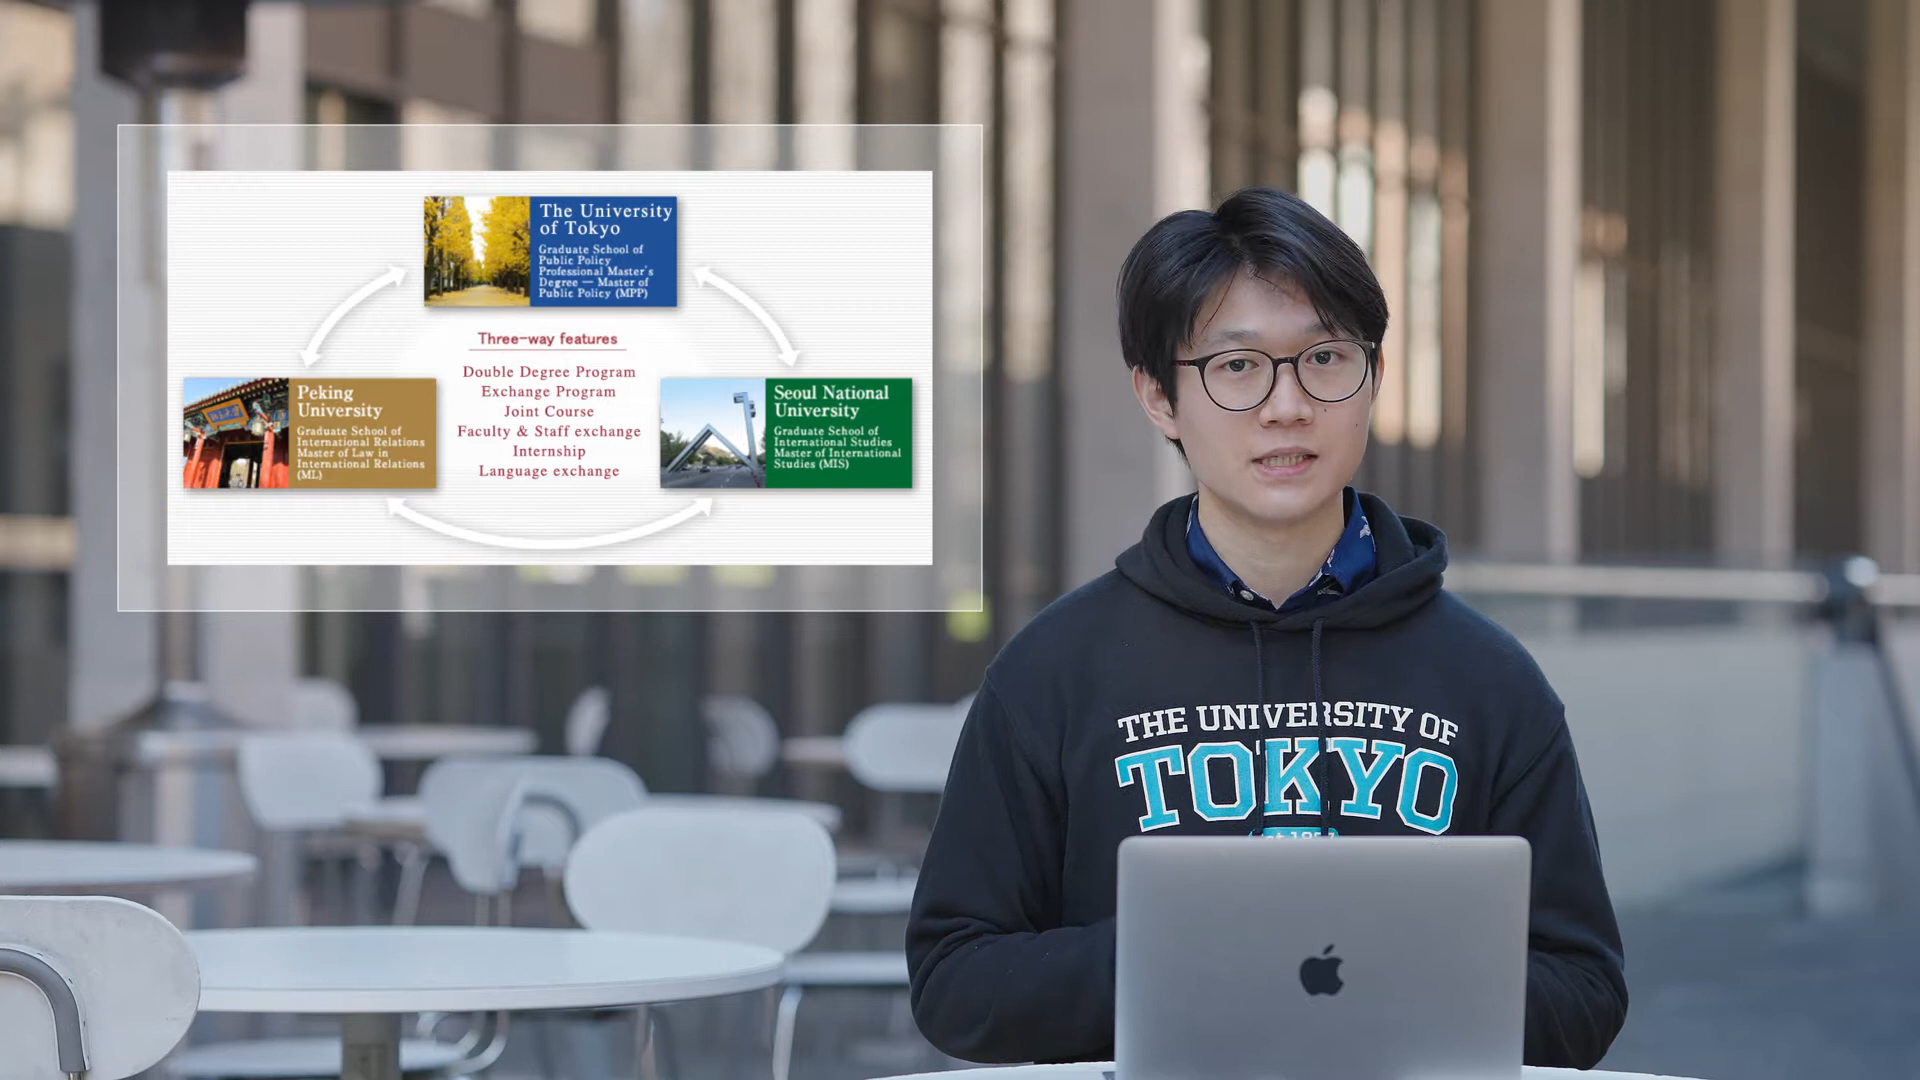 The University
of Tokyo
Graduate School of
Public Policy
Professional Master's
Degree — Master of
Public Policy (MPP)
Three-way features
Double Degree Program
Exchange Program
Joint Course
Faculty & Staff exchange
Internship
Language exchange
Peking
University
Graduate School of
International Relations
Master of Law in
International Relations
(ML)
Seoul National
University
Graduate School of
International Studies
Master of International
Studies (MIS)
THE UNIVERSITY OF
TOKYO